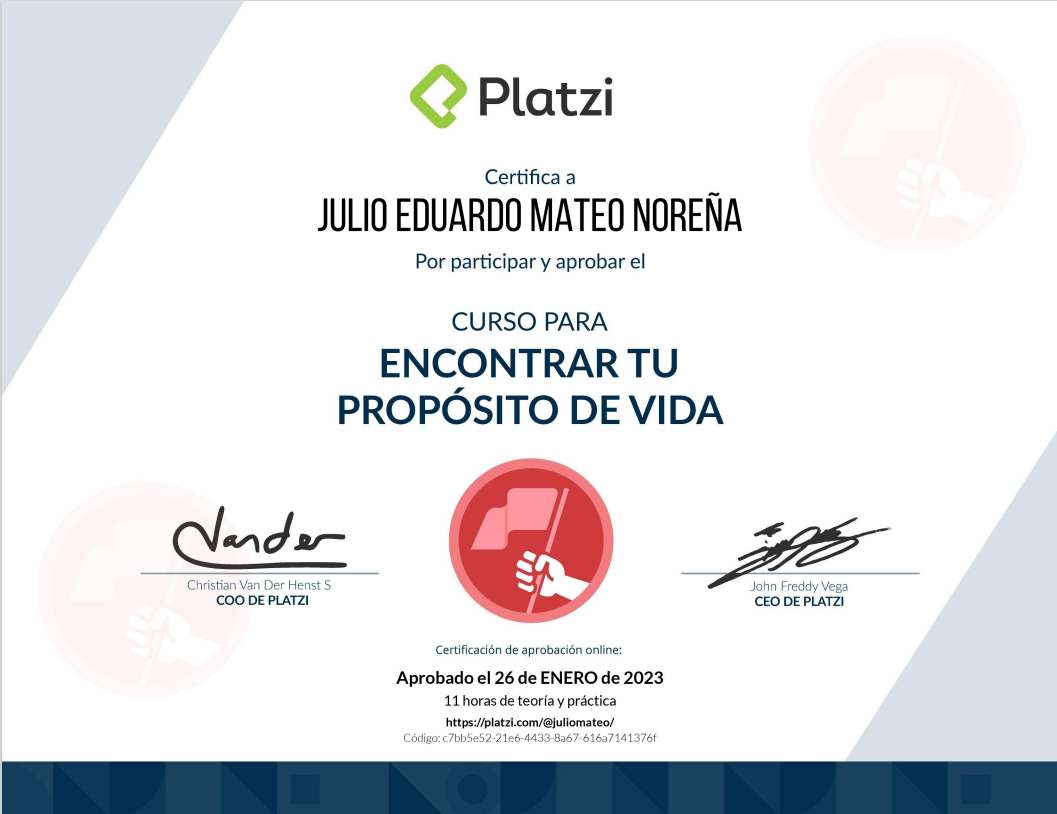 Platzi
Certifica a
JULIO EDUARDO MATEO NOREÑA
Por participar y aprobar el
CURSO PARA
ENCONTRAR TU
PROPÓSITO DE VIDA
Vander
Christian Van Der Henst S
COO DE PLATZI
John Freddy Vega
CEO DE PLATZI
Certificación de aprobación online:
Aprobado el 26 de ENERO de 2023
11 horas de teoría y práctica
https://platzi.com/@juliomateo/
Código: c7bb5e52-21e6-4433-8a67-616a7141376f